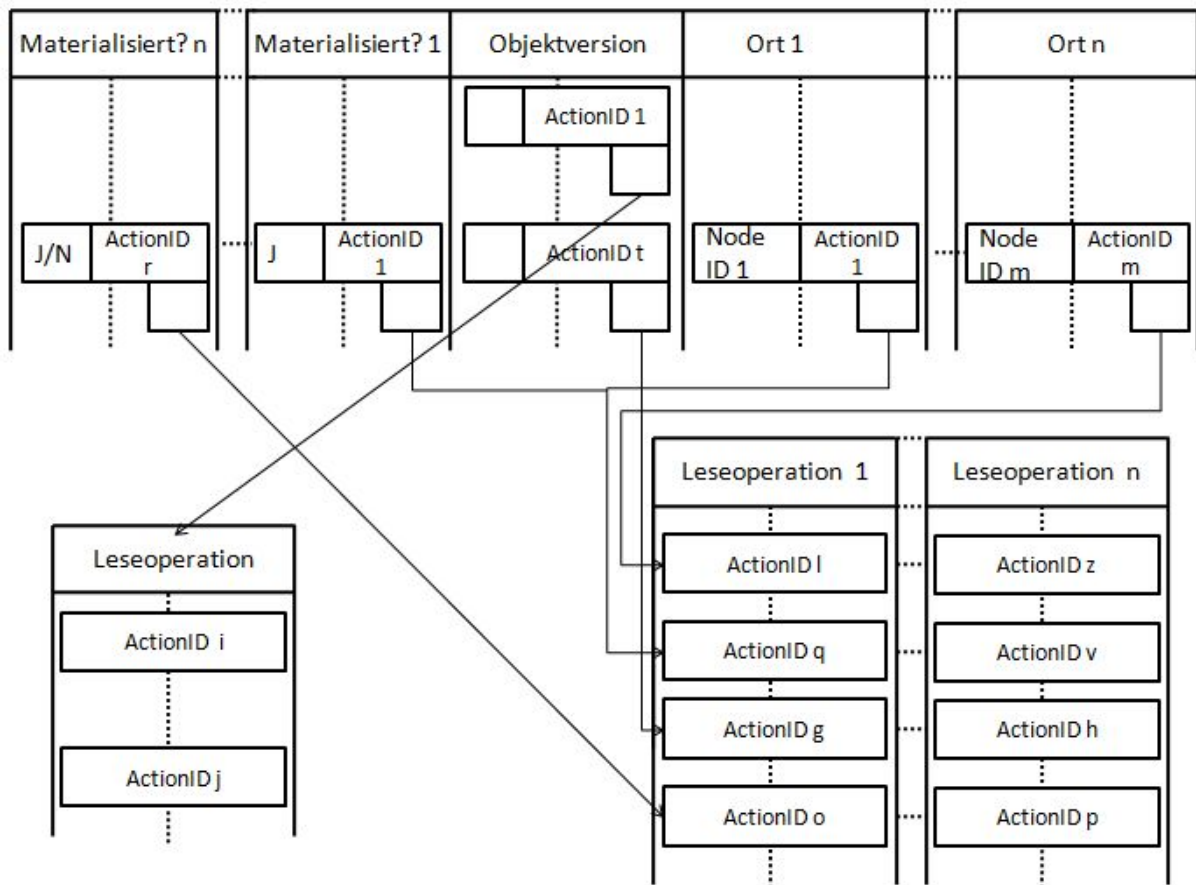 Materialisiert? n
Materialisiert? 1
Objektversion
Ort 1
Ort n
ActionID 1
J/N
ActionID
r
J
ActionID
1
ActionID t
Node
ID 1
ActionID
1
Node
ID m
ActionID
m
Leseoperation 1
Leseoperation n
Leseoperation
ActionID l
ActionID z
ActionID i
ActionID q
ActionID v
ActionID g
ActionID h
ActionID j
ActionID o
ActionID p